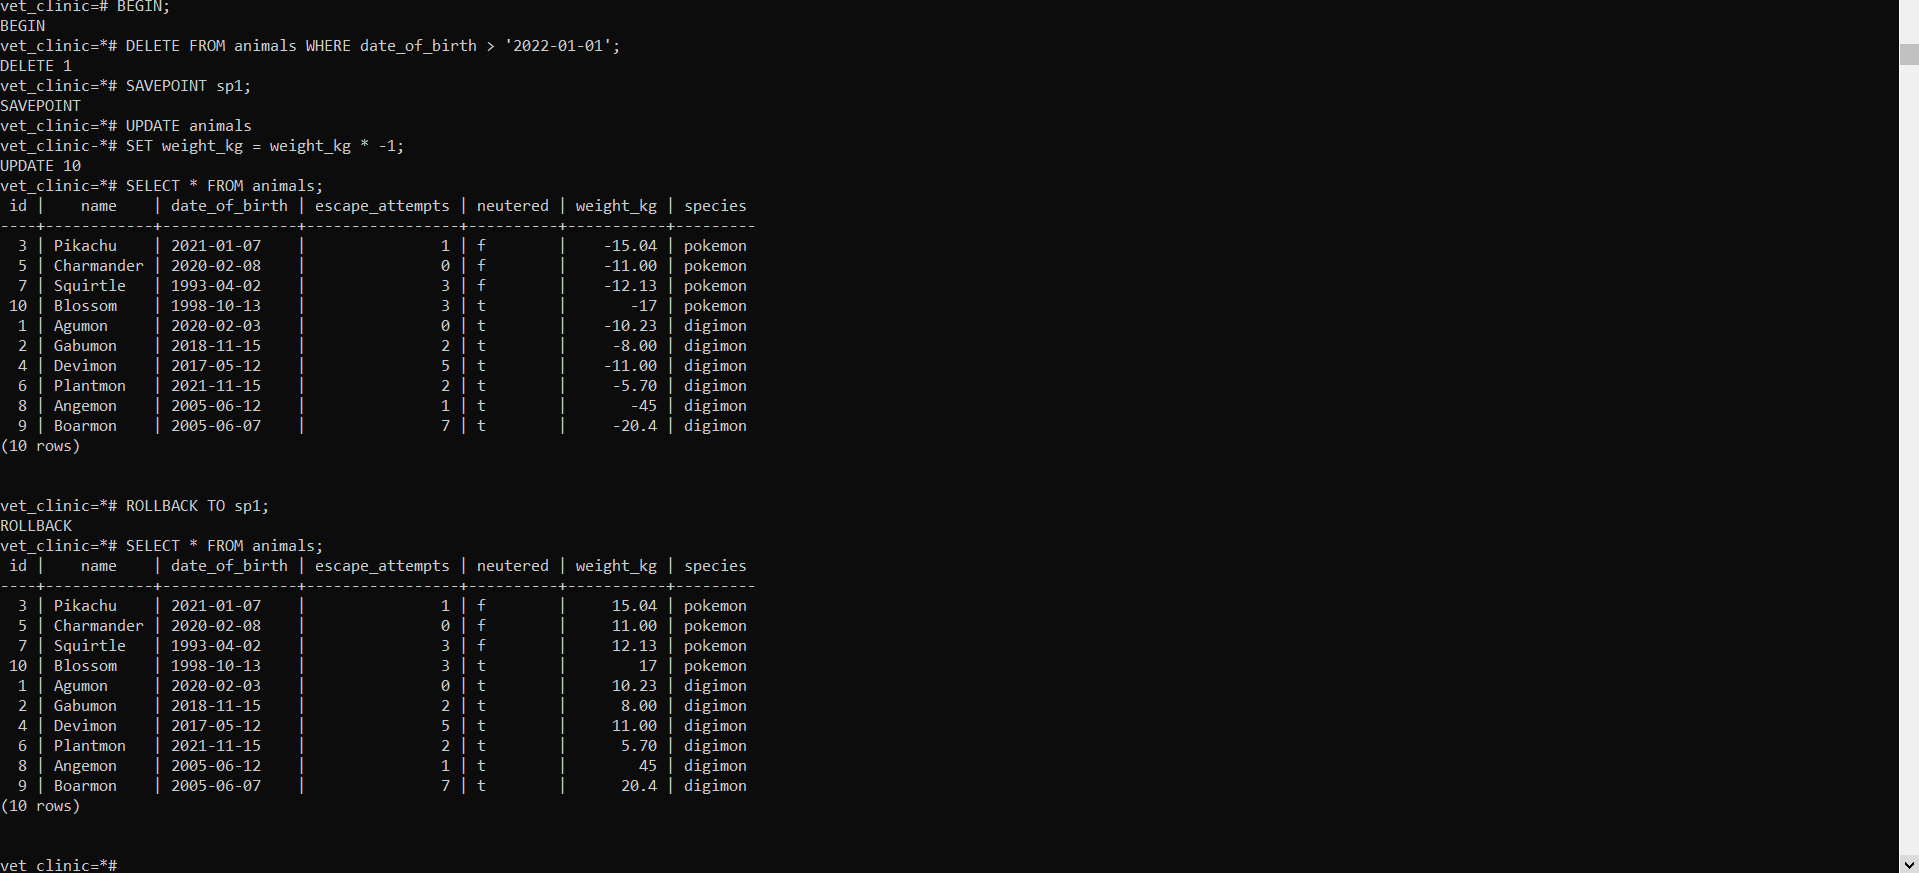 vet_clinic=# BEGIN;
BEGIN
vet_clinic=*# DELETE FROM animals WHERE date_of_birth > '2022-01-01';
DELETE 1
vet_clinic=*# SAVEPOINT sp1;
SAVEPOINT
vet_clinic=*# UPDATE animals
vet_clinic-*# SET weight_kg = weight_kg * -1;
UPDATE 10
vet_clinic=*# SELECT * FROM animals;
 id |    name    | date_of_birth | escape_attempts | neutered | weight_kg | species
----+------------+---------------+-----------------+----------+-----------+---------
  3 | Pikachu    | 2021-01-07    |               1 | f        |    -15.04 | pokemon
  5 | Charmander | 2020-02-08    |               0 | f        |    -11.00 | pokemon
  7 | Squirtle   | 1993-04-02    |               3 | f        |    -12.13 | pokemon
 10 | Blossom    | 1998-10-13    |               3 | t        |       -17 | pokemon
  1 | Agumon     | 2020-02-03    |               0 | t        |    -10.23 | digimon
  2 | Gabumon    | 2018-11-15    |               2 | t        |     -8.00 | digimon
  4 | Devimon    | 2017-05-12    |               5 | t        |    -11.00 | digimon
  6 | Plantmon   | 2021-11-15    |               2 | t        |     -5.70 | digimon
  8 | Angemon    | 2005-06-12    |               1 | t        |       -45 | digimon
  9 | Boarmon    | 2005-06-07    |               7 | t        |     -20.4 | digimon
(10 rows)
vet_clinic=*# ROLLBACK TO sp1;
ROLLBACK
vet_clinic=*# SELECT * FROM animals;
 id |    name    | date_of_birth | escape_attempts | neutered | weight_kg | species
----+------------+---------------+-----------------+----------+-----------+---------
  3 | Pikachu    | 2021-01-07    |               1 | f        |     15.04 | pokemon
  5 | Charmander | 2020-02-08    |               0 | f        |     11.00 | pokemon
  7 | Squirtle   | 1993-04-02    |               3 | f        |     12.13 | pokemon
 10 | Blossom    | 1998-10-13    |               3 | t        |        17 | pokemon
  1 | Agumon     | 2020-02-03    |               0 | t        |     10.23 | digimon
  2 | Gabumon    | 2018-11-15    |               2 | t        |      8.00 | digimon
  4 | Devimon    | 2017-05-12    |               5 | t        |     11.00 | digimon
  6 | Plantmon   | 2021-11-15    |               2 | t        |      5.70 | digimon
  8 | Angemon    | 2005-06-12    |               1 | t        |        45 | digimon
  9 | Boarmon    | 2005-06-07    |               7 | t        |      20.4 | digimon
(10 rows)
vet_clinic=*#